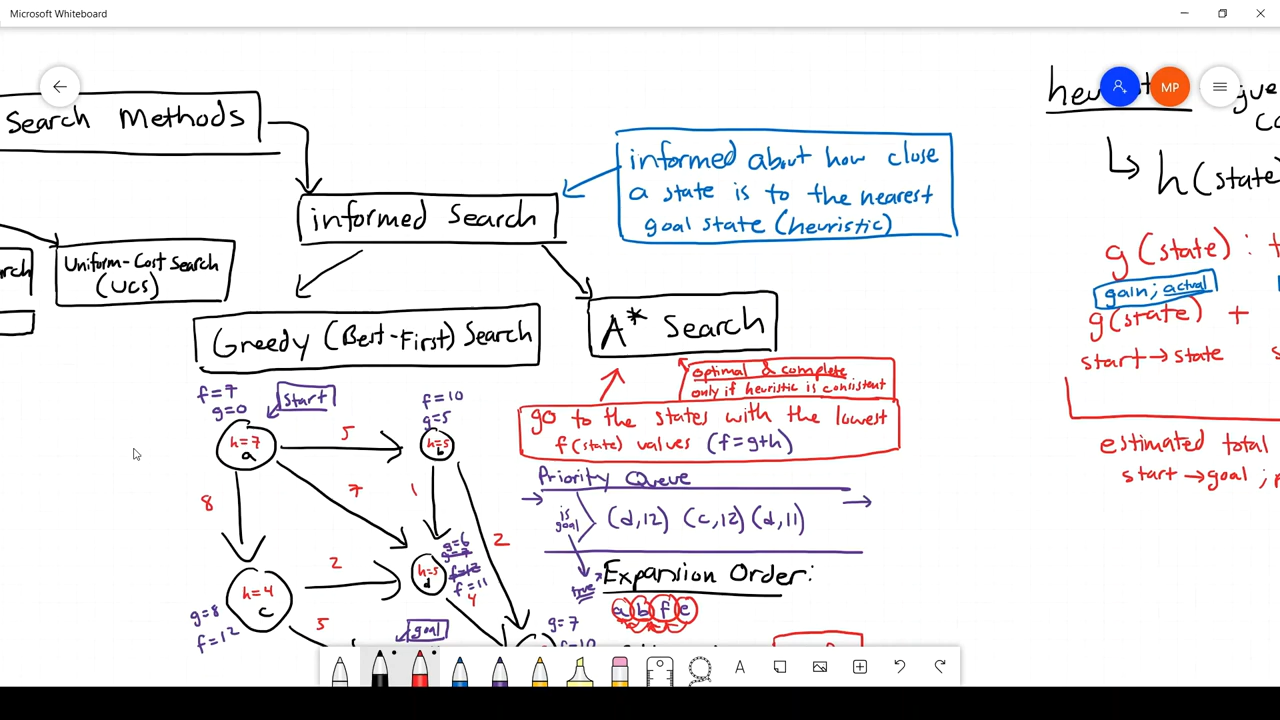 Microsoft Whiteboard
Search Methods
informed Search
informed about how close
a state is to the nearest
goal state (heuristic)
Uniform-Cost Search
(UCS)
Greedy (Best-First) Search
A* Search
optimal & complete
only if heuristic is consistent
go to the states with the lowest
f(state) values (f=g+h)
Priority Queue
is
goal
(d,12) (c,12) (d,11)
true
Expansion Order:
a b f e
f=7
g=0
start
h=7
a
5
f=10
g=5
h=5
b
8
7
1
2
h=4
c
g=8
f=12
2
5
h=5
d
g=6
g=7
f=12
f=11
4
goal
g=7
MP
h(state)
g(state) :
gain; actual
g(state) +
start → state
estimated total
start → goal ;
A